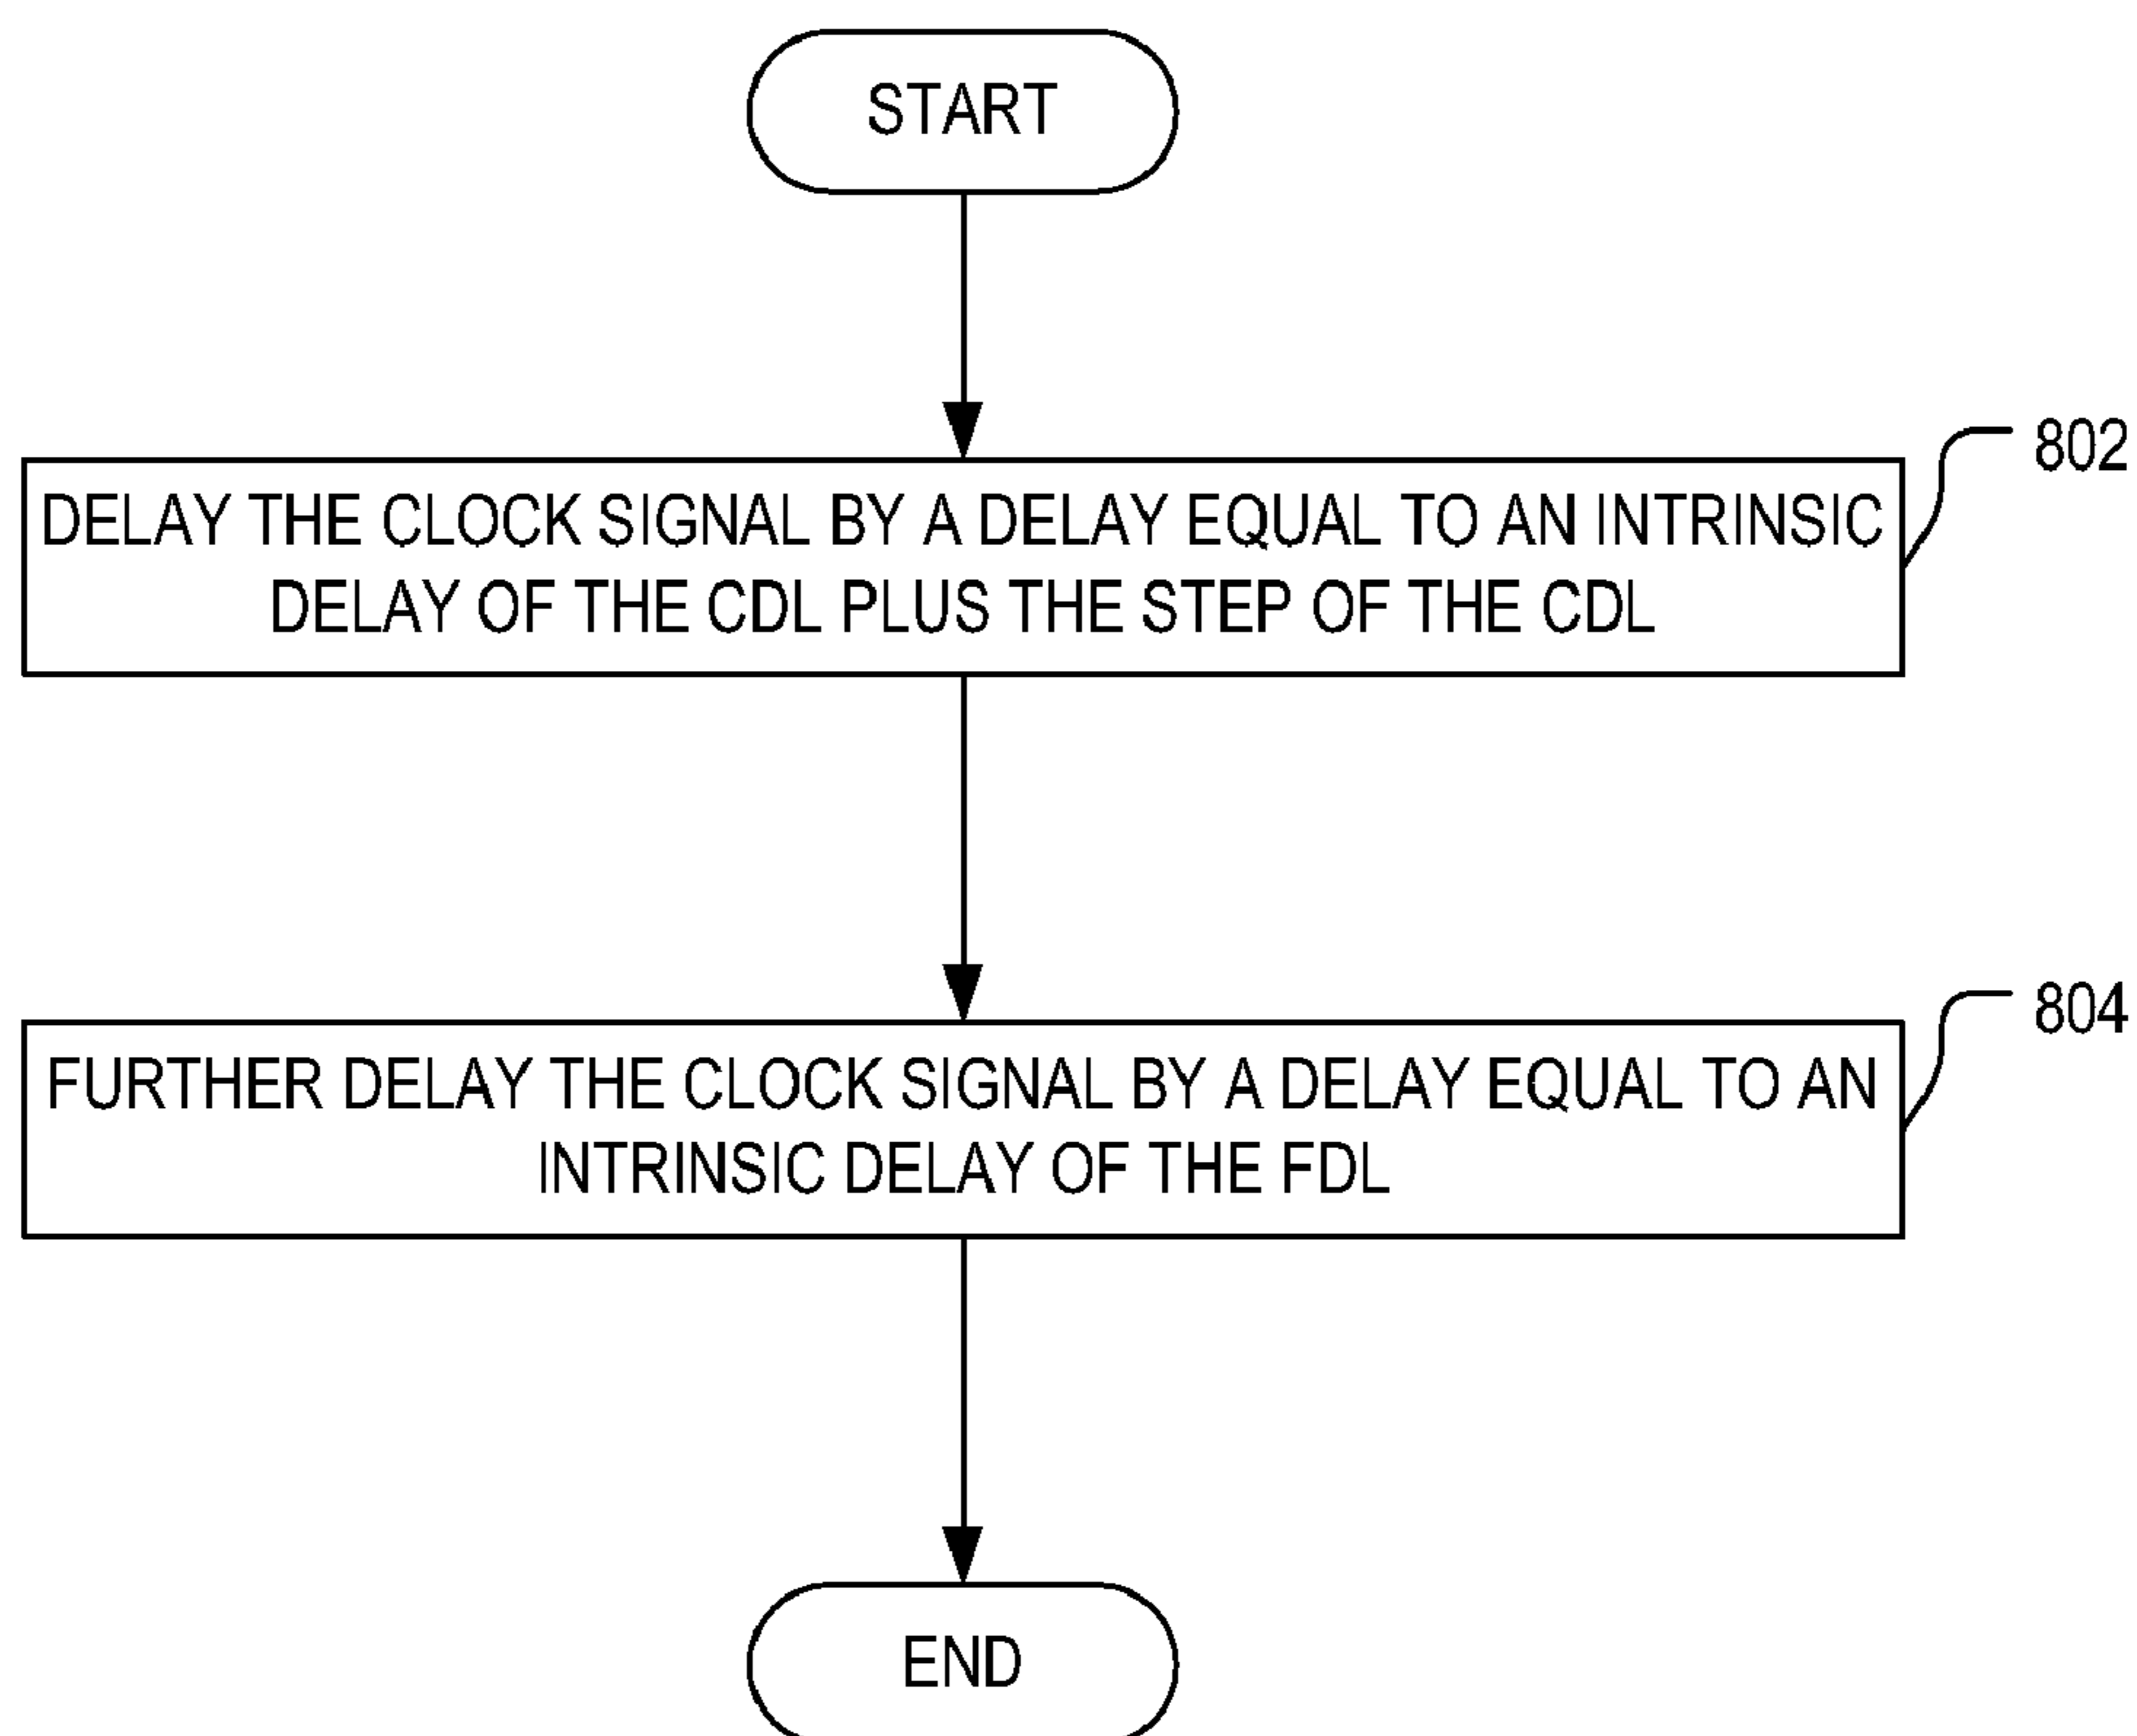 START
802
DELAY THE CLOCK SIGNAL BY A DELAY EQUAL TO AN INTRINSIC
DELAY OF THE CDL PLUS THE STEP OF THE CDL
804
FURTHER DELAY THE CLOCK SIGNAL BY A DELAY EQUAL TO AN
INTRINSIC DELAY OF THE FDL
END